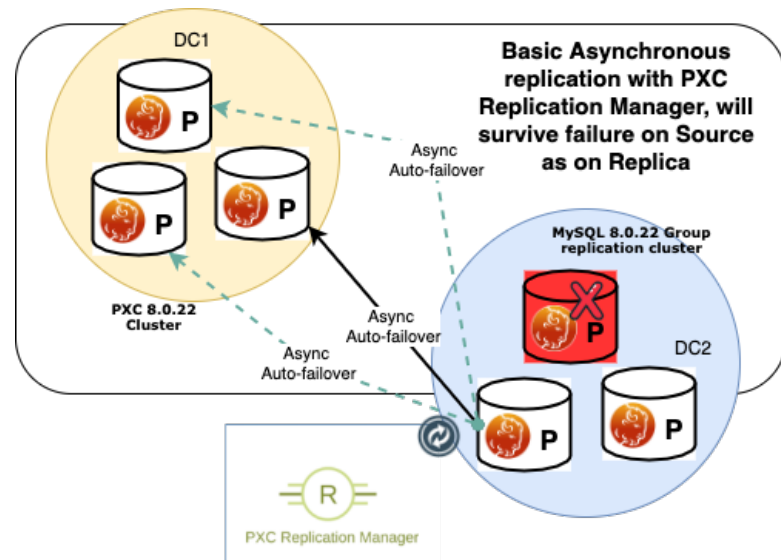 DC1
Basic Asynchronous
replication with PXC
Replication Manager, will
survive failure on Source
as on Replica
P
P
P
Async
Auto-failover
PXC 8.0.22
Cluster
Async
Auto-failover
Async
Auto-failover
MySQL 8.0.22 Group
replication cluster
P
DC2
P
P
R
PXC Replication Manager